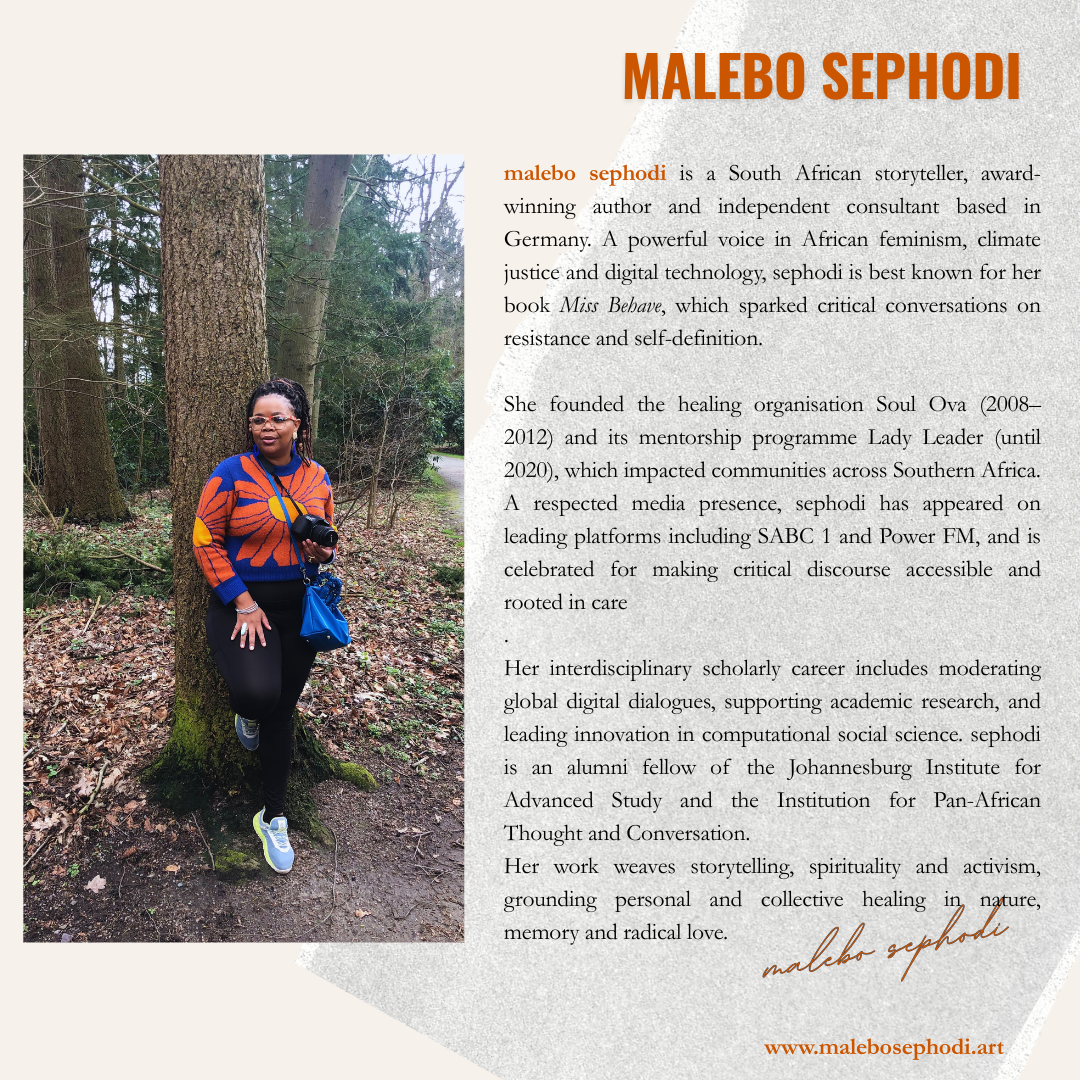 MALEBO SEPHODI
malebo sephodi is a South African storyteller, award-
winning author and independent consultant based in
Germany. A powerful voice in African feminism, climate
justice and digital technology, sephodi is best known for her
book Miss Behave, which sparked critical conversations on
resistance and self-definition.
She founded the healing organisation Soul Ova (2008–
2012) and its mentorship programme Lady Leader (until
2020), which impacted communities across Southern Africa.
A respected media presence, sephodi has appeared on
leading platforms including SABC 1 and Power FM, and is
celebrated for making critical discourse accessible and
rooted in care
.
Her interdisciplinary scholarly career includes moderating
global digital dialogues, supporting academic research, and
leading innovation in computational social science. sephodi
is an alumni fellow of the Johannesburg Institute for
Advanced Study and the Institution for Pan-African
Thought and Conversation.
Her work weaves storytelling, spirituality and activism,
grounding personal and collective healing in nature,
memory and radical love.
malebo sephodi
www.malebosephodi.art